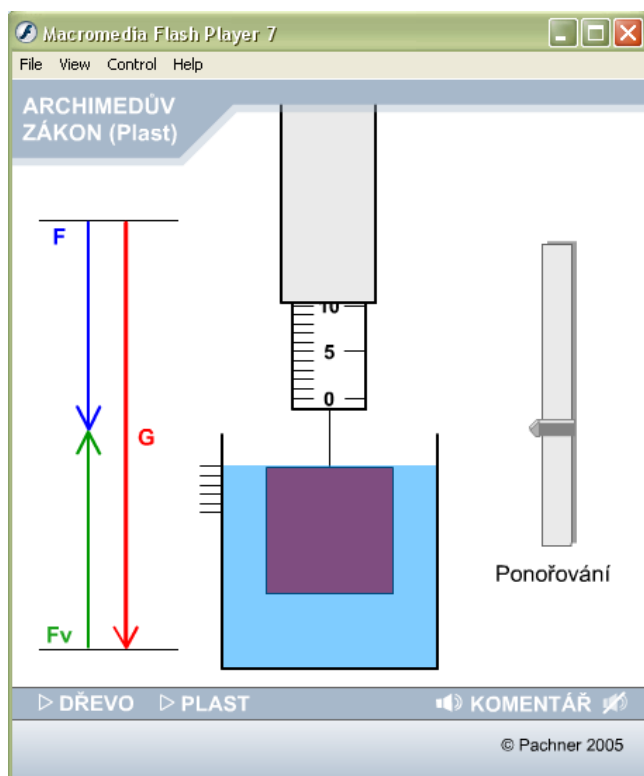 Macromedia Flash Player 7
File View Control Help
ARCHIMEDŮV
ZÁKON (Plast)
F
G
Fv
10
5
0
Ponořování
DŘEVO PLAST KOMENTÁŘ
© Pachner 2005